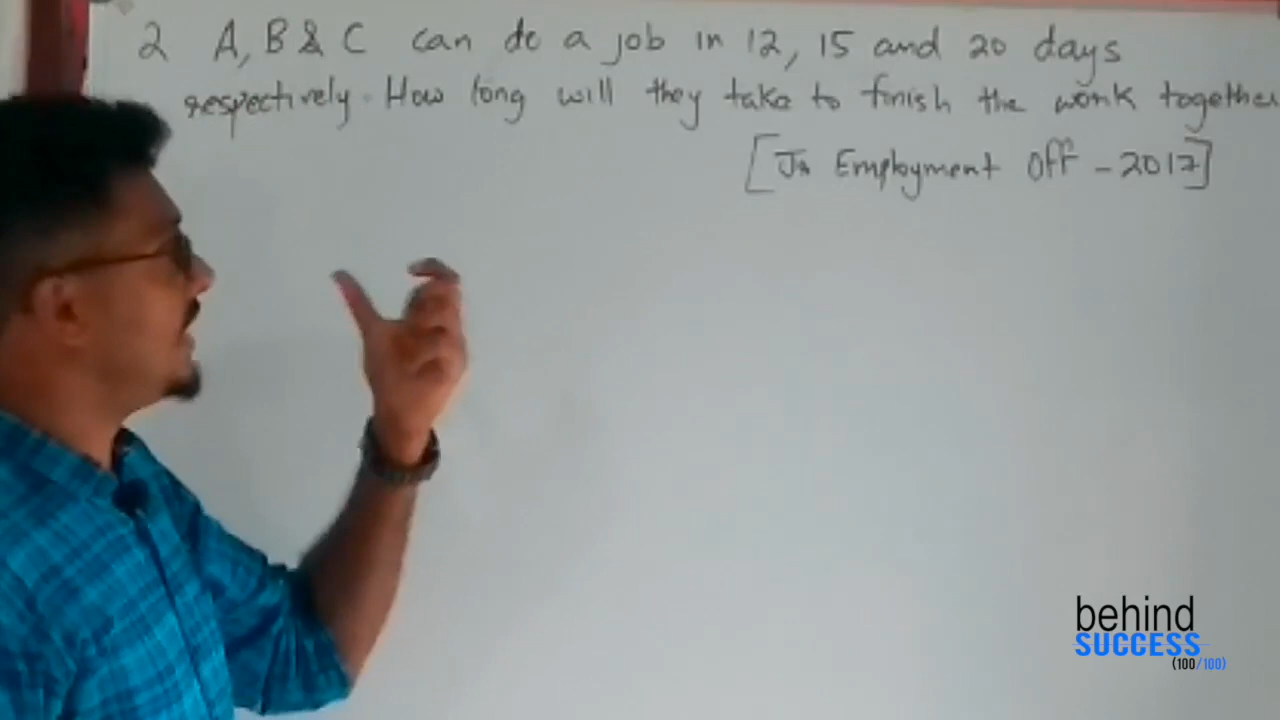 2 A, B & C can do a job in 12, 15 and 20 days
respectively. How long will they take to finish the work together
[Jr Employment Off - 2017]
behind
SUCCESS
(100/100)